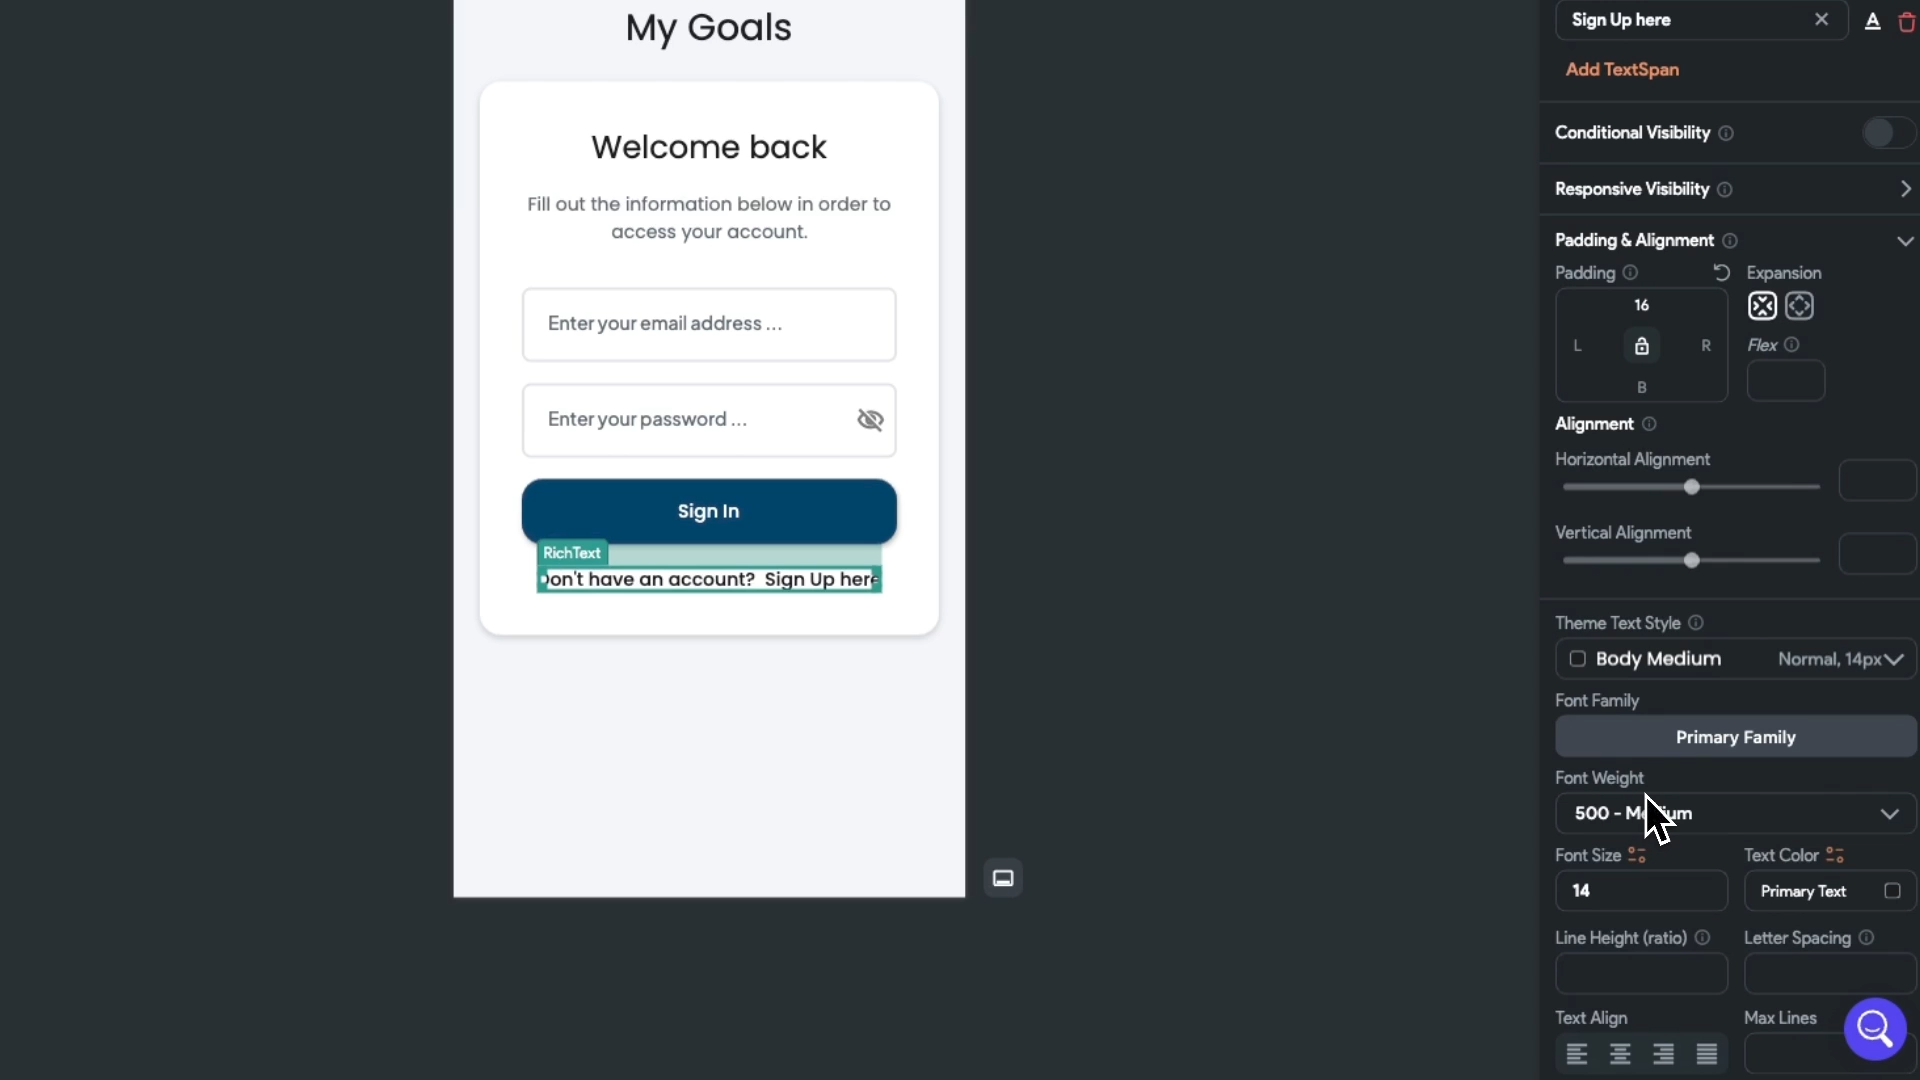 My Goals
Welcome back
Fill out the information below in order to
access your account.
Enter your email address ...
Enter your password ...
Sign In
RichText
Don't have an account?  Sign Up here
Sign Up here
Add TextSpan
Conditional Visibility
Responsive Visibility
Padding & Alignment
Padding
Expansion
16
L
R
B
Flex
Alignment
Horizontal Alignment
Vertical Alignment
Theme Text Style
Body Medium Normal, 14px
Font Family
Primary Family
Font Weight
500 - Medium
Font Size
Text Color
14
Primary Text
Line Height (ratio)
Letter Spacing
Text Align
Max Lines